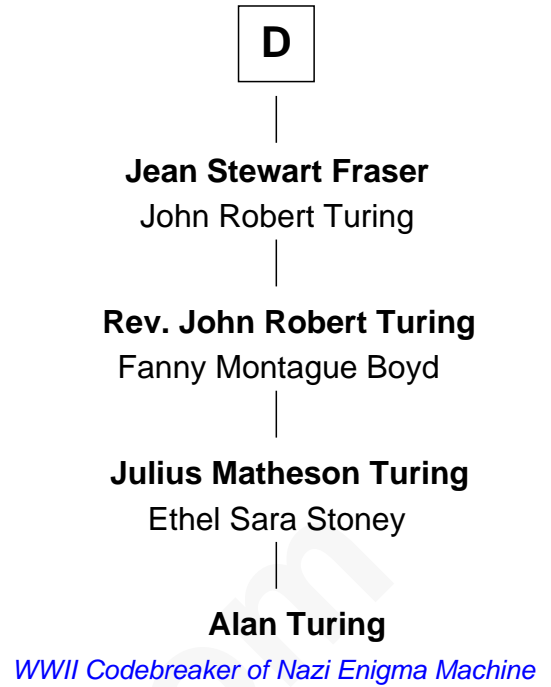 D
Jean Stewart Fraser
John Robert Turing
Rev. John Robert Turing
Fanny Montague Boyd
Julius Matheson Turing
Ethel Sara Stoney
Alan Turing
WWII Codebreaker of Nazi Enigma Machine